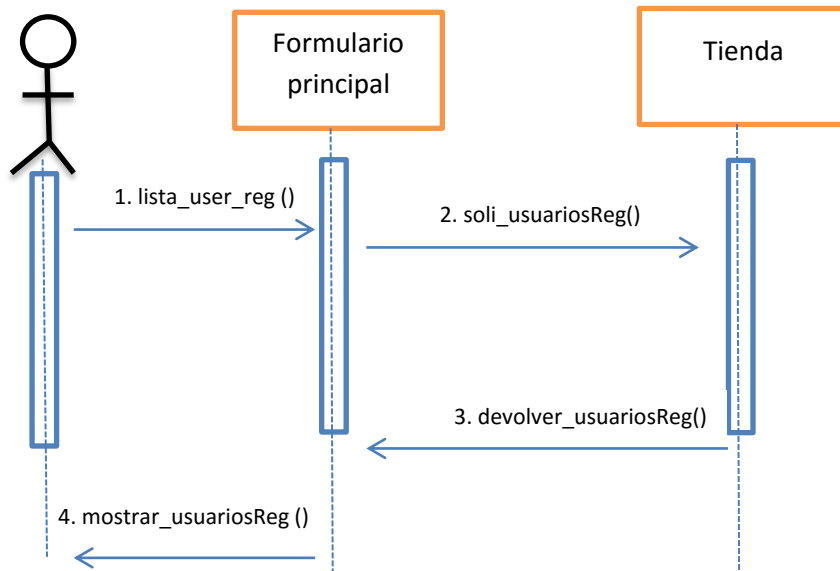 Formulario
principal
Tienda
1. lista_user_reg ()
2. soli_usuariosReg()
3. devolver_usuariosReg()
4. mostrar_usuariosReg ()